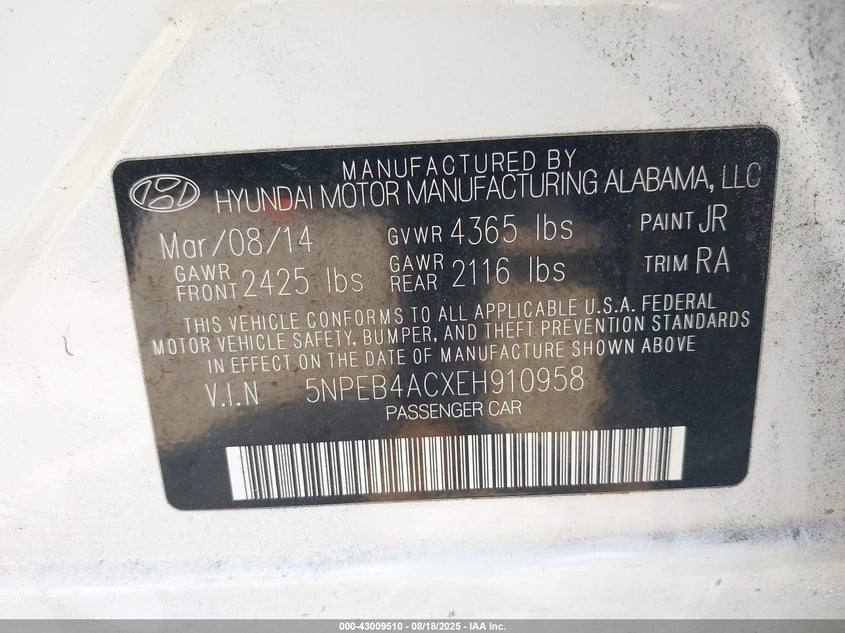 MANUFACTURED BY
HYUNDAI MOTOR MANUFACTURING ALABAMA, LLC
Mar/08/14 GVWR 4365 lbs PAINT JR
GAWR FRONT 2425 lbs GAWR REAR 2116 lbs TRIM RA
THIS VEHICLE CONFORMS TO ALL APPLICABLE U.S.A. FEDERAL
MOTOR VEHICLE SAFETY, BUMPER, AND THEFT PREVENTION STANDARDS
IN EFFECT ON THE DATE OF MANUFACTURE SHOWN ABOVE
V.I.N 5NPEB4ACXEH910958
PASSENGER CAR
000-43009510 - 08/18/2025 - IAA Inc.